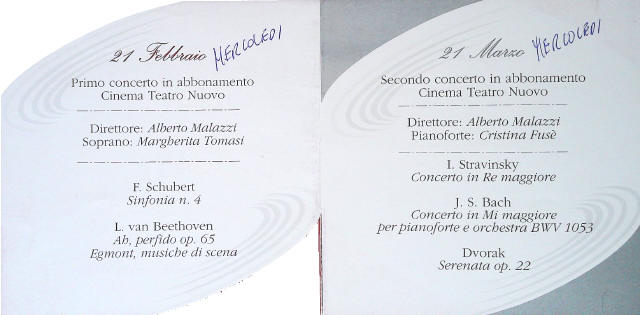 21 Febbraio MERCOLEDI
Primo concerto in abbonamento
Cinema Teatro Nuovo
Direttore: Alberto Malazzi
Soprano: Margherita Tomasi
F. Schubert
Sinfonia n. 4
L. van Beethoven
Ah, perfido op. 65
Egmont, musiche di scena
21 Marzo MERCOLEDI
Secondo concerto in abbonamento
Cinema Teatro Nuovo
Direttore: Alberto Malazzi
Pianoforte: Cristina Fusè
I. Stravinsky
Concerto in Re maggiore
J. S. Bach
Concerto in Mi maggiore
per pianoforte e orchestra BWV 1053
Dvorak
Serenata op. 22